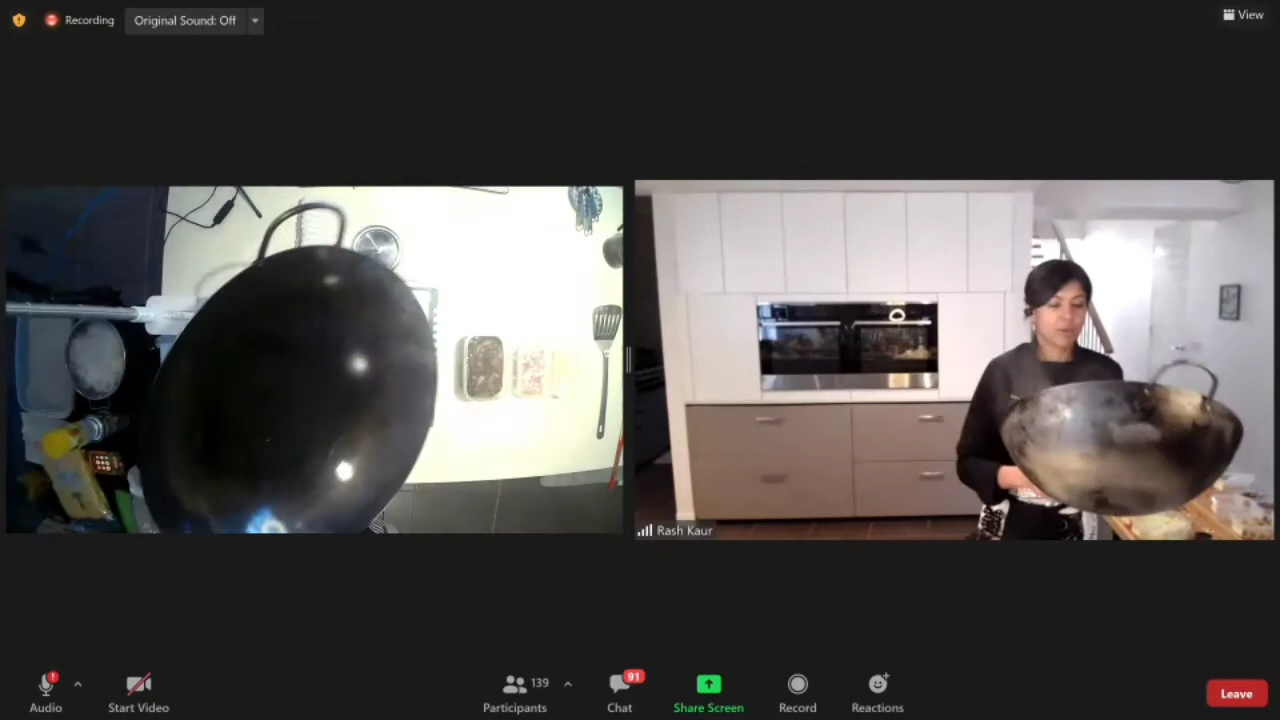 Recording
Original Sound: Off
View
Rash Kaur
Audio
Start Video
139
Participants
91
Chat
Share Screen
Record
Reactions
Leave